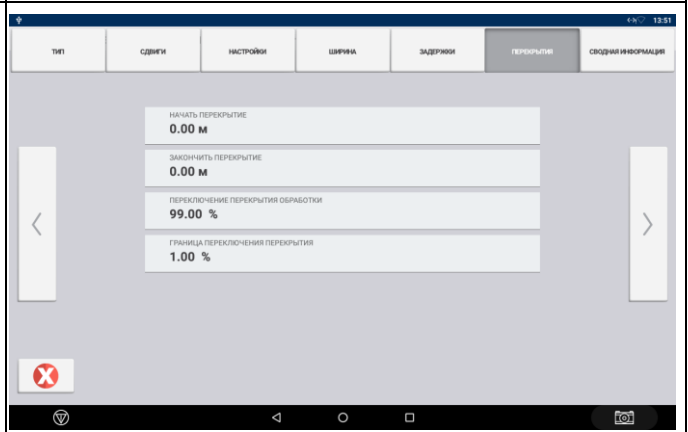 13:51
ТИП
СДВИГИ
НАСТРОЙКИ
ШИРИНА
ЗАДЕРЖКИ
ПЕРЕКРЫТИЯ
СВОДНАЯ ИНФОРМАЦИЯ
НАЧАТЬ ПЕРЕКРЫТИЕ
0.00 м
ЗАКОНЧИТЬ ПЕРЕКРЫТИЕ
0.00 м
ПЕРЕКЛЮЧЕНИЕ ПЕРЕКРЫТИЯ ОБРАБОТКИ
99.00 %
ГРАНИЦА ПЕРЕКЛЮЧЕНИЯ ПЕРЕКРЫТИЯ
1.00 %